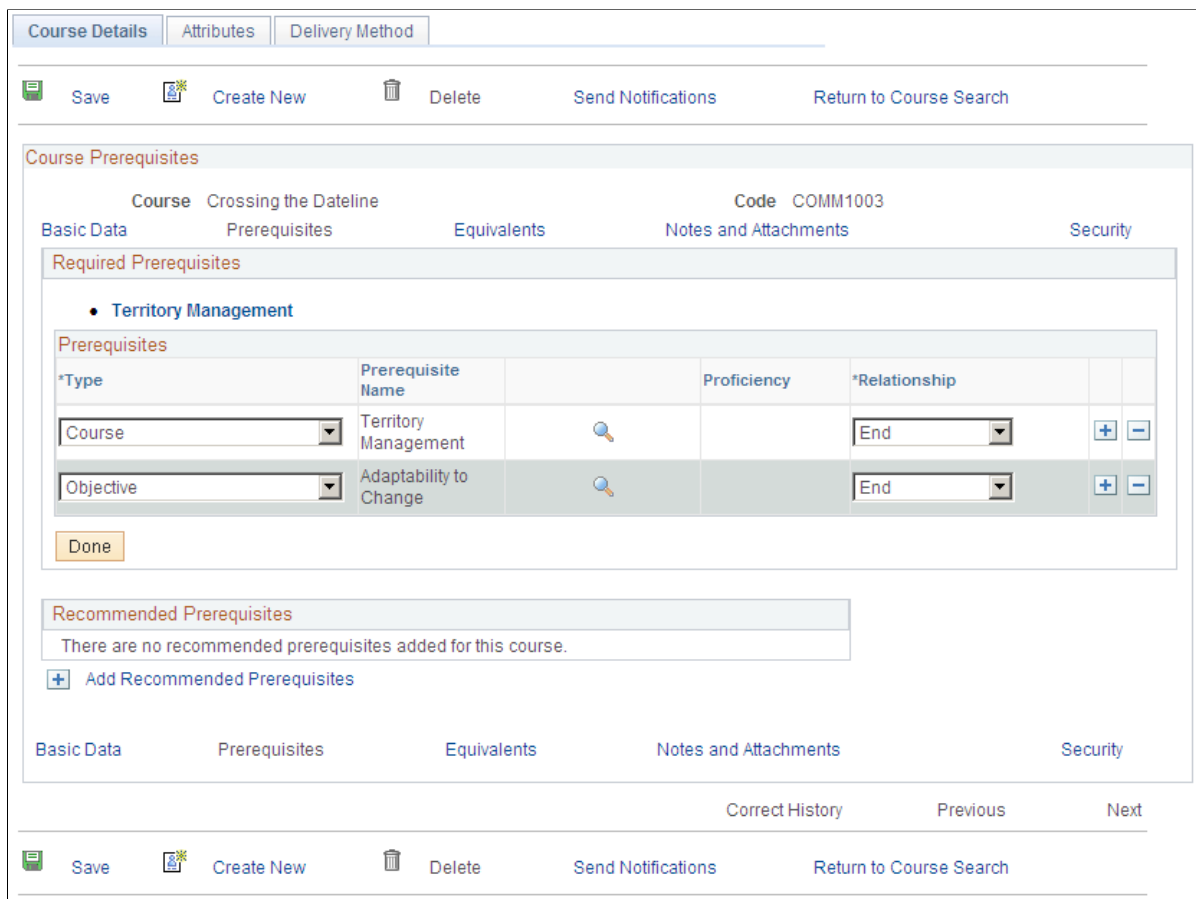 Course Details Attributes Delivery Method
Save Create New Delete Send Notifications Return to Course Search
Course Prerequisites
Course Crossing the Dateline Code COMM1003
Basic Data Prerequisites Equivalents Notes and Attachments Security
Required Prerequisites
• Territory Management
Prerequisites
*Type Prerequisite Name Proficiency *Relationship
Course Territory Management End
Objective Adaptability to Change End
Done
Recommended Prerequisites
There are no recommended prerequisites added for this course.
Add Recommended Prerequisites
Basic Data Prerequisites Equivalents Notes and Attachments Security
Correct History Previous Next
Save Create New Delete Send Notifications Return to Course Search